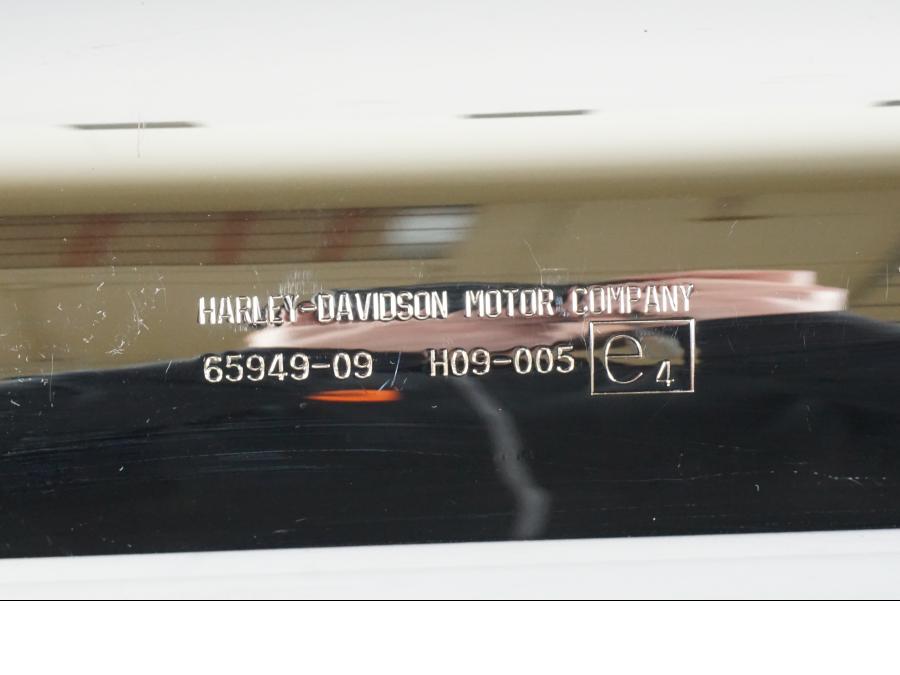 HARLEY-DAVIDSON MOTOR COMPANY
65949-09 H09-005 e4